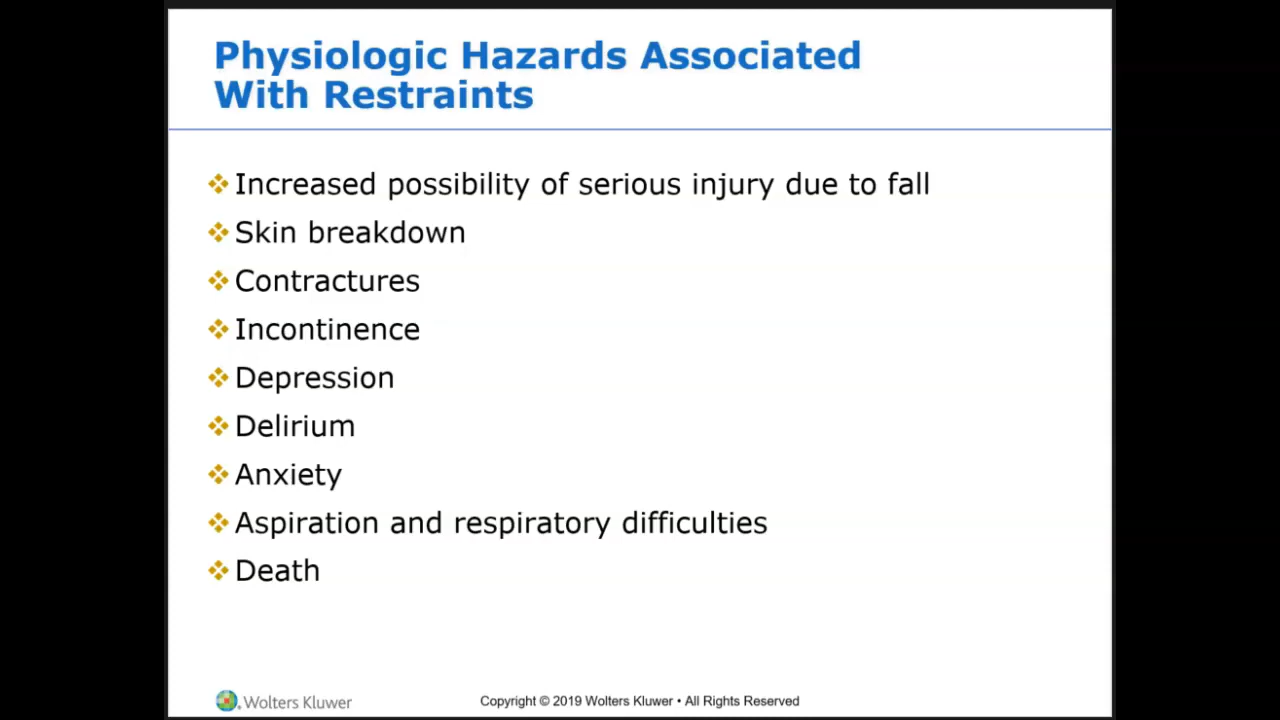 Physiologic Hazards Associated
With Restraints
Increased possibility of serious injury due to fall
Skin breakdown
Contractures
Incontinence
Depression
Delirium
Anxiety
Aspiration and respiratory difficulties
Death
Wolters Kluwer
Copyright © 2019 Wolters Kluwer • All Rights Reserved